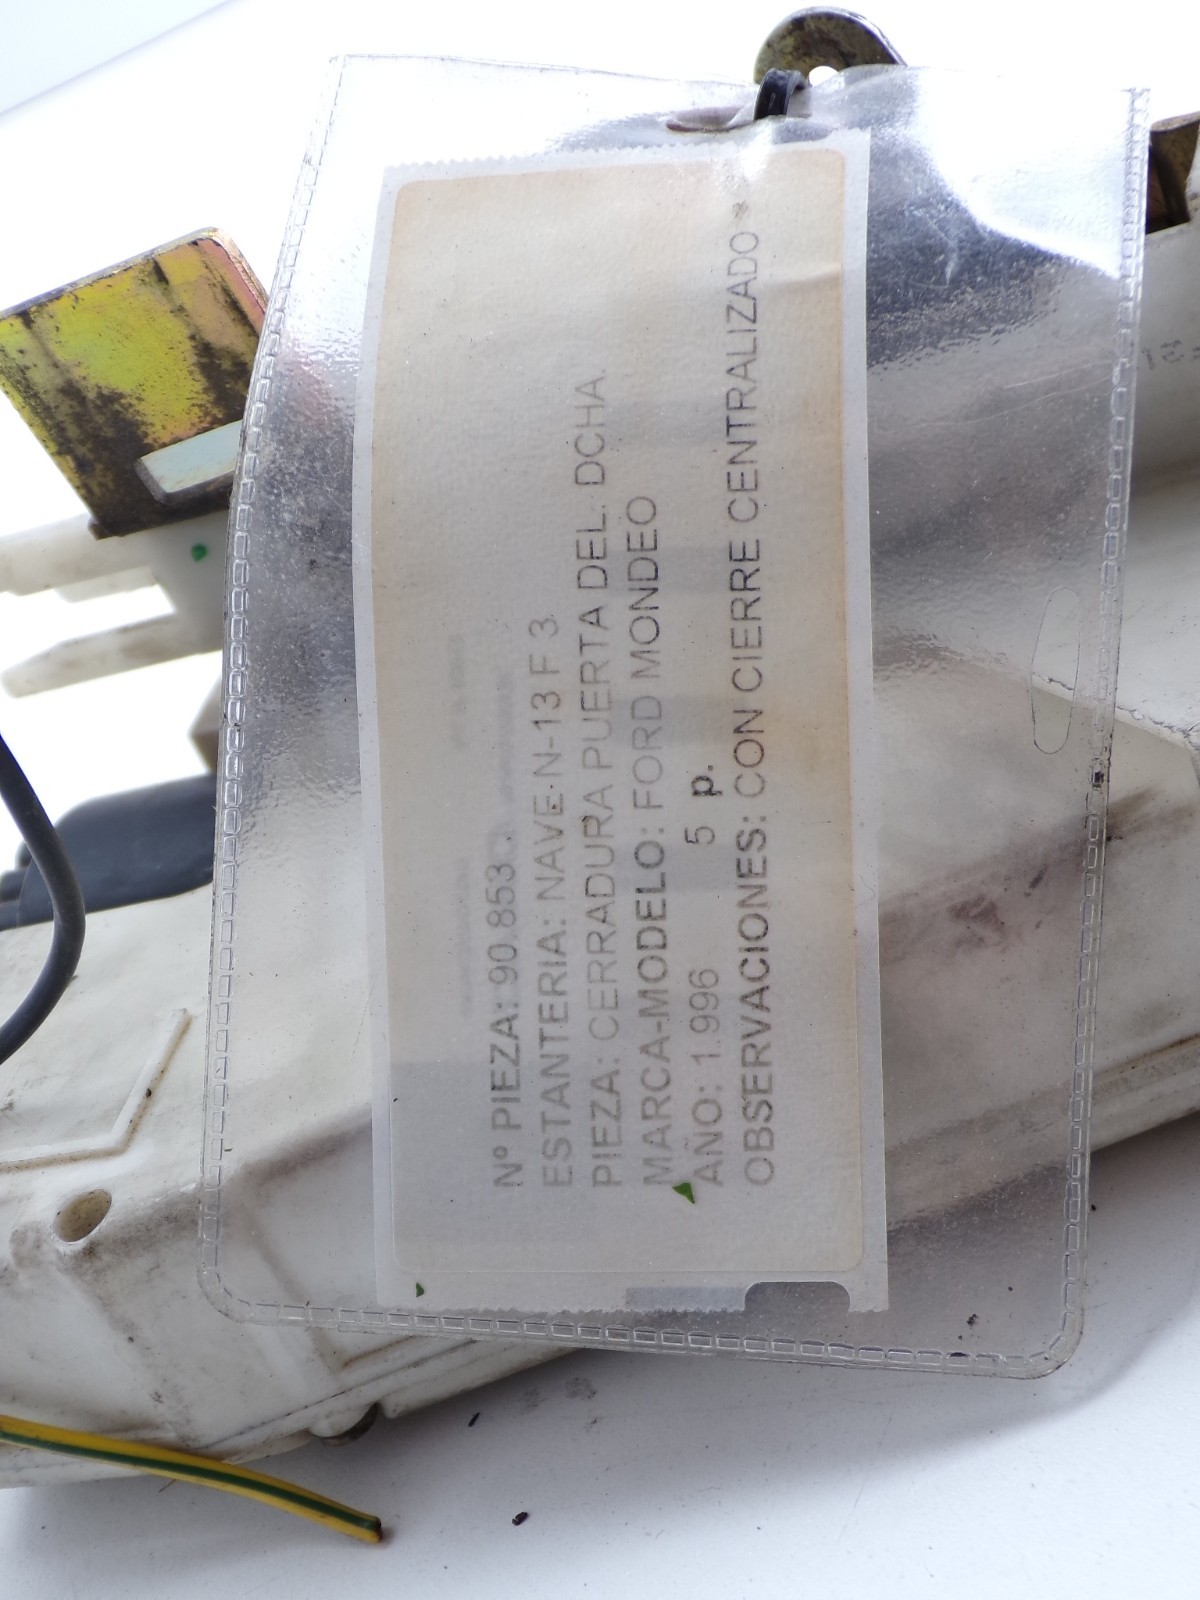 Nº PIEZA: 90.853
ESTANTERIA: NAVE-N-13 F 3
PIEZA: CERRADURA PUERTA DEL. DCHA.
MARCA-MODELO: FORD MONDEO
AÑO: 1.996 5 p.
OBSERVACIONES: CON CIERRE CENTRALIZADO